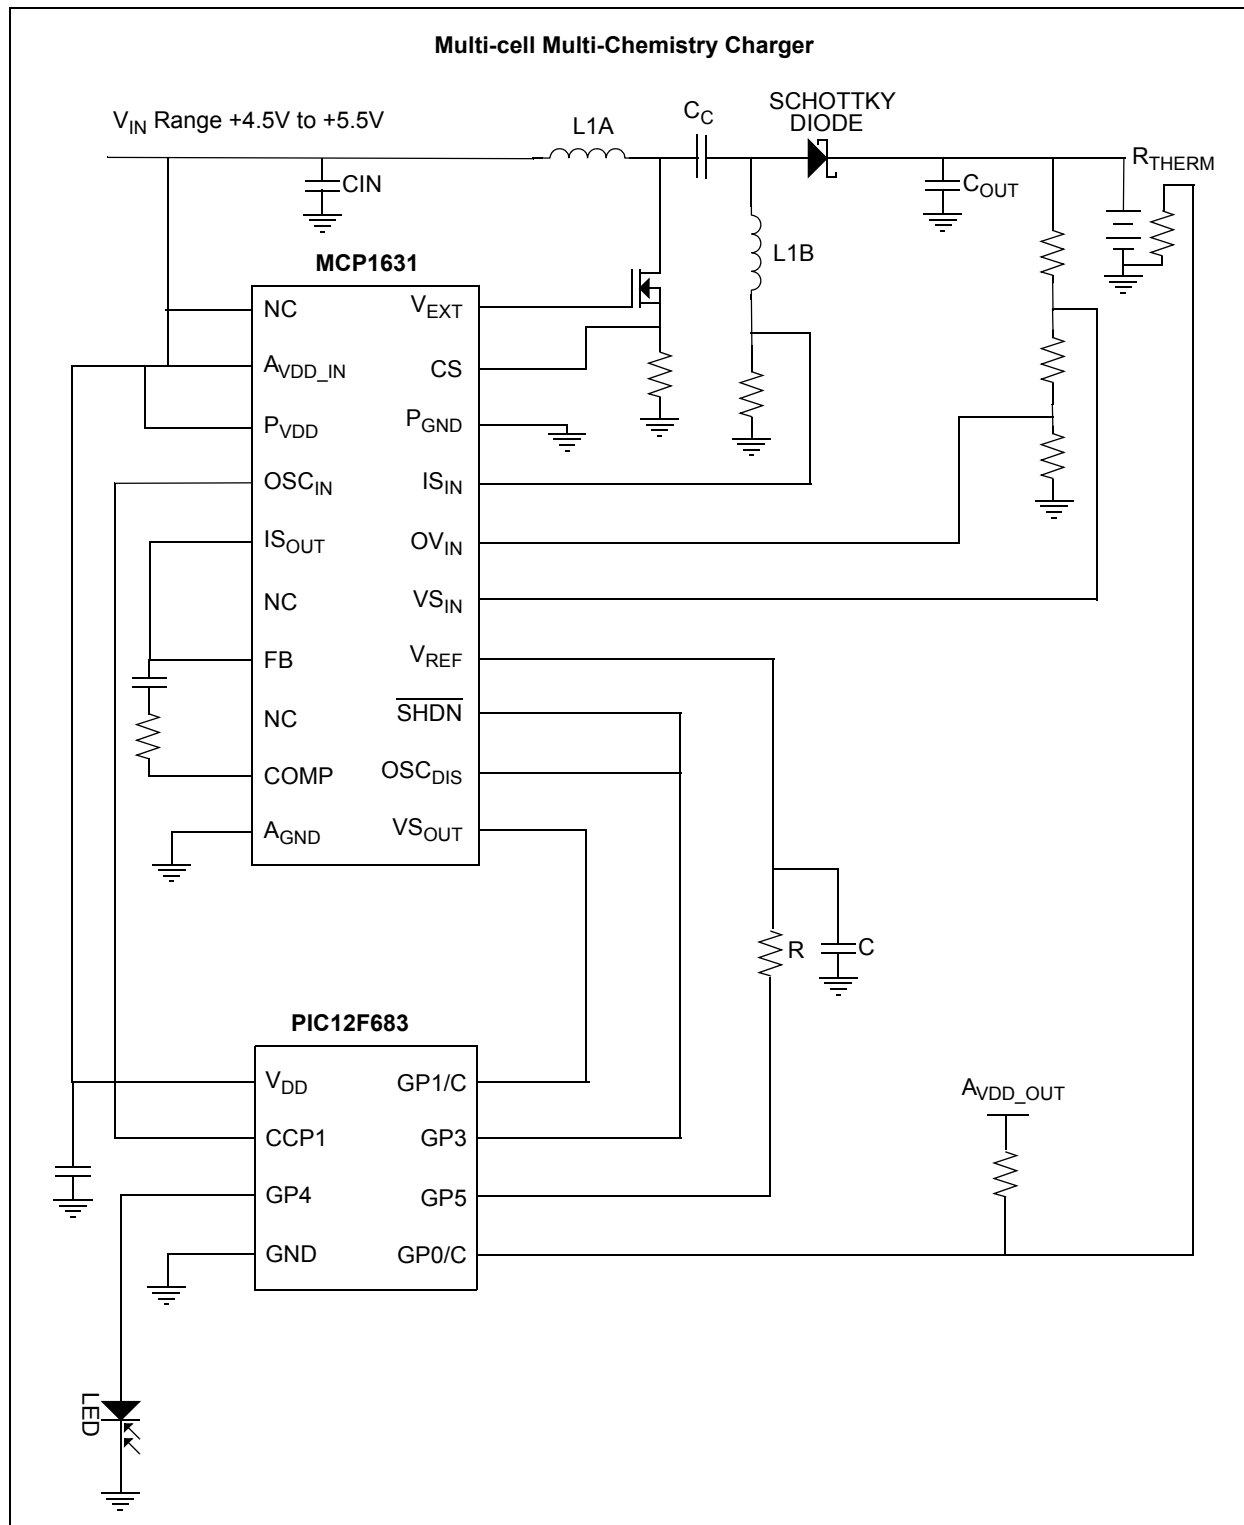 Multi-cell Multi-Chemistry Charger
V_IN Range +4.5V to +5.5V
L1A
C_C
SCHOTTKY
DIODE
R_THERM
CIN
C_OUT
L1B
MCP1631
NC
V_EXT
A_VDD_IN
CS
P_VDD
P_GND
OSC_IN
IS_IN
IS_OUT
OV_IN
NC
VS_IN
FB
V_REF
NC
SHDN
COMP
OSC_DIS
A_GND
VS_OUT
R
C
PIC12F683
V_DD
GP1/C
CCP1
GP3
GP4
GP5
GND
GP0/C
A_VDD_OUT
LED